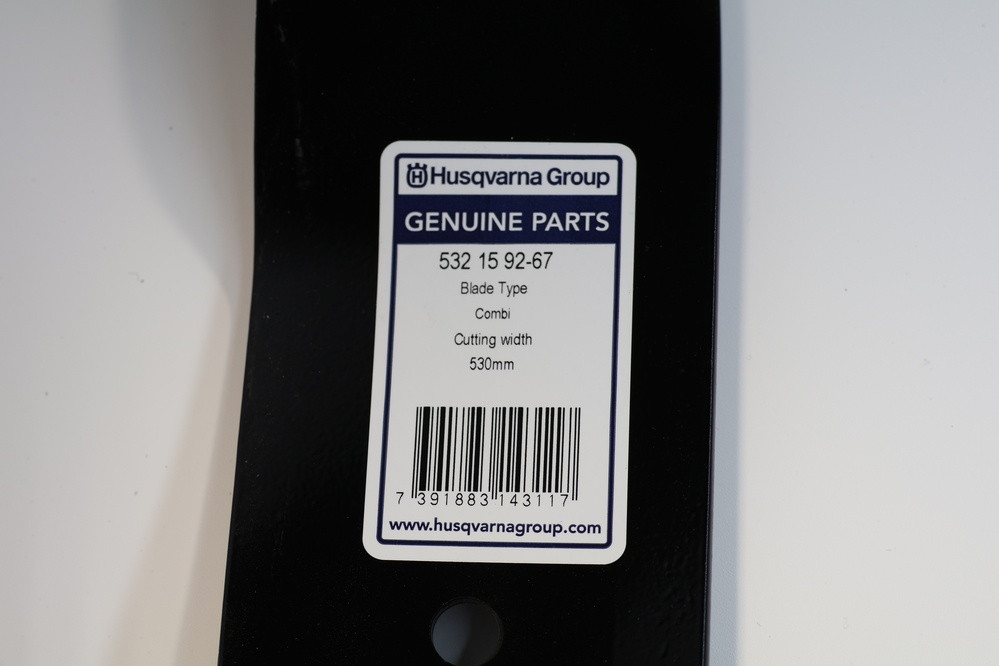 Husqvarna Group
GENUINE PARTS
532 15 92-67
Blade Type
Combi
Cutting width
530mm
7 391883 143117
www.husqvarnagroup.com